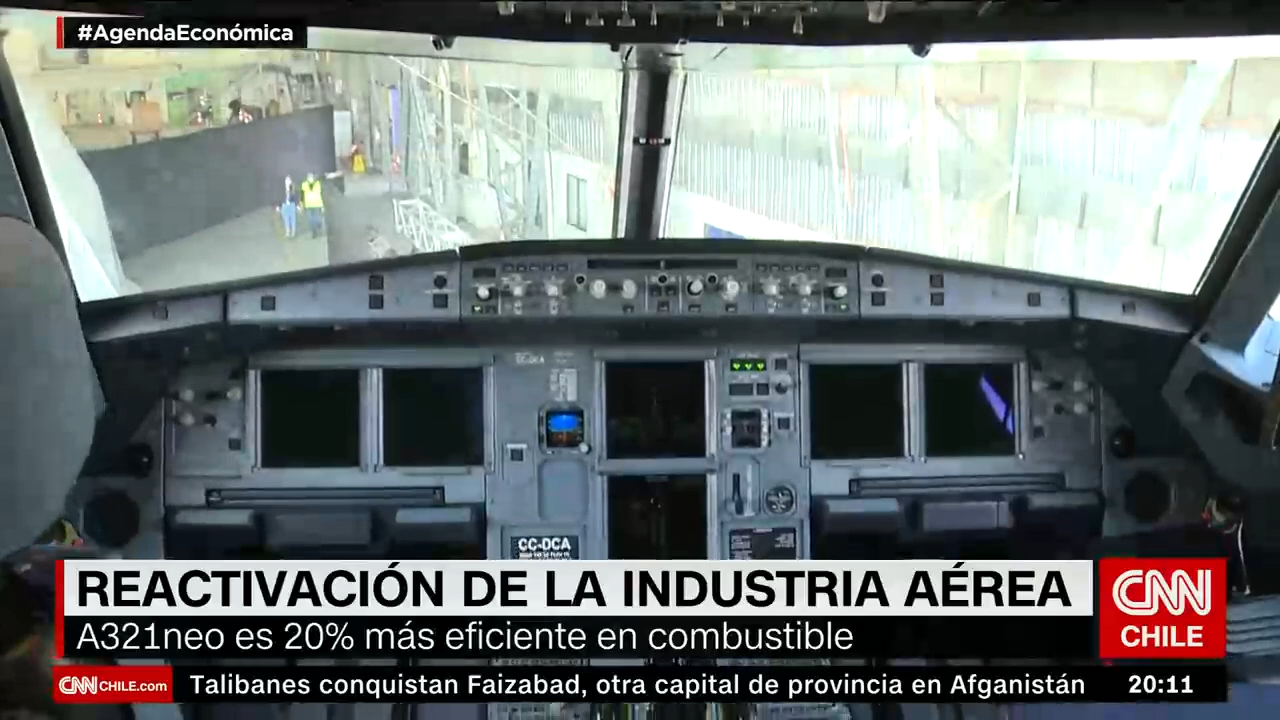 #AgendaEconómica
CC-DCA
REACTIVACIÓN DE LA INDUSTRIA AÉREA
A321neo es 20% más eficiente en combustible
CNN
CHILE
CNNCHILE.com
Talibanes conquistan Faizabad, otra capital de provincia en Afganistán
20:11